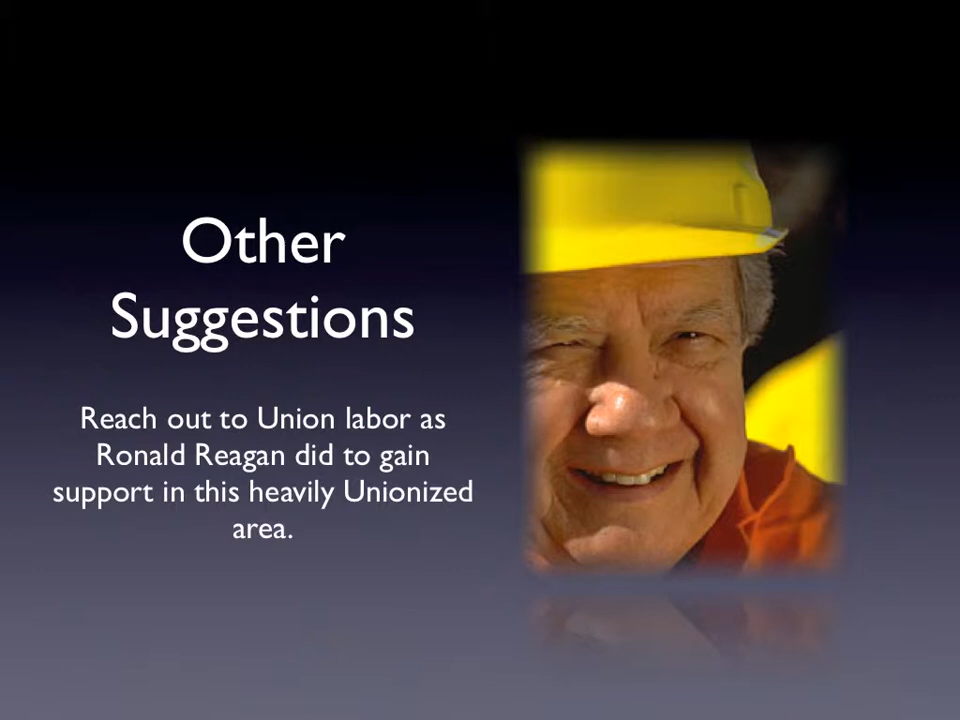 Other
Suggestions
Reach out to Union labor as
Ronald Reagan did to gain
support in this heavily Unionized
area.